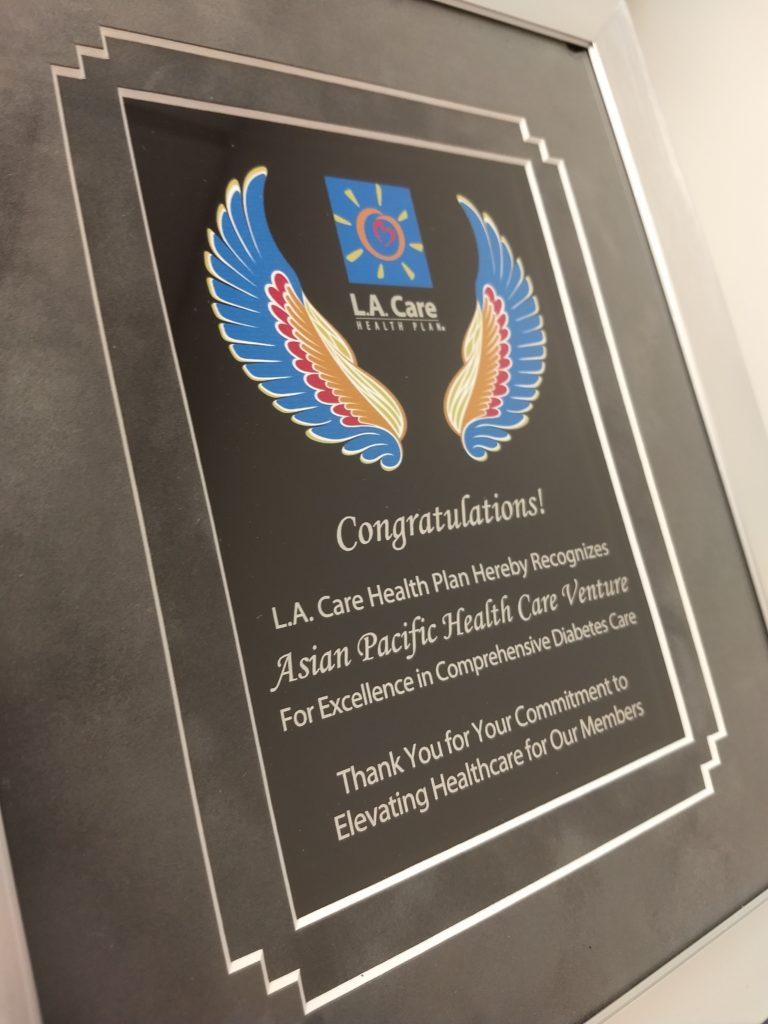 L.A. Care
HEALTH PLAN
Congratulations!
L.A. Care Health Plan Hereby Recognizes
Asian Pacific Health Care Venture
For Excellence in Comprehensive Diabetes Care
Thank You for Your Commitment to
Elevating Healthcare for Our Members